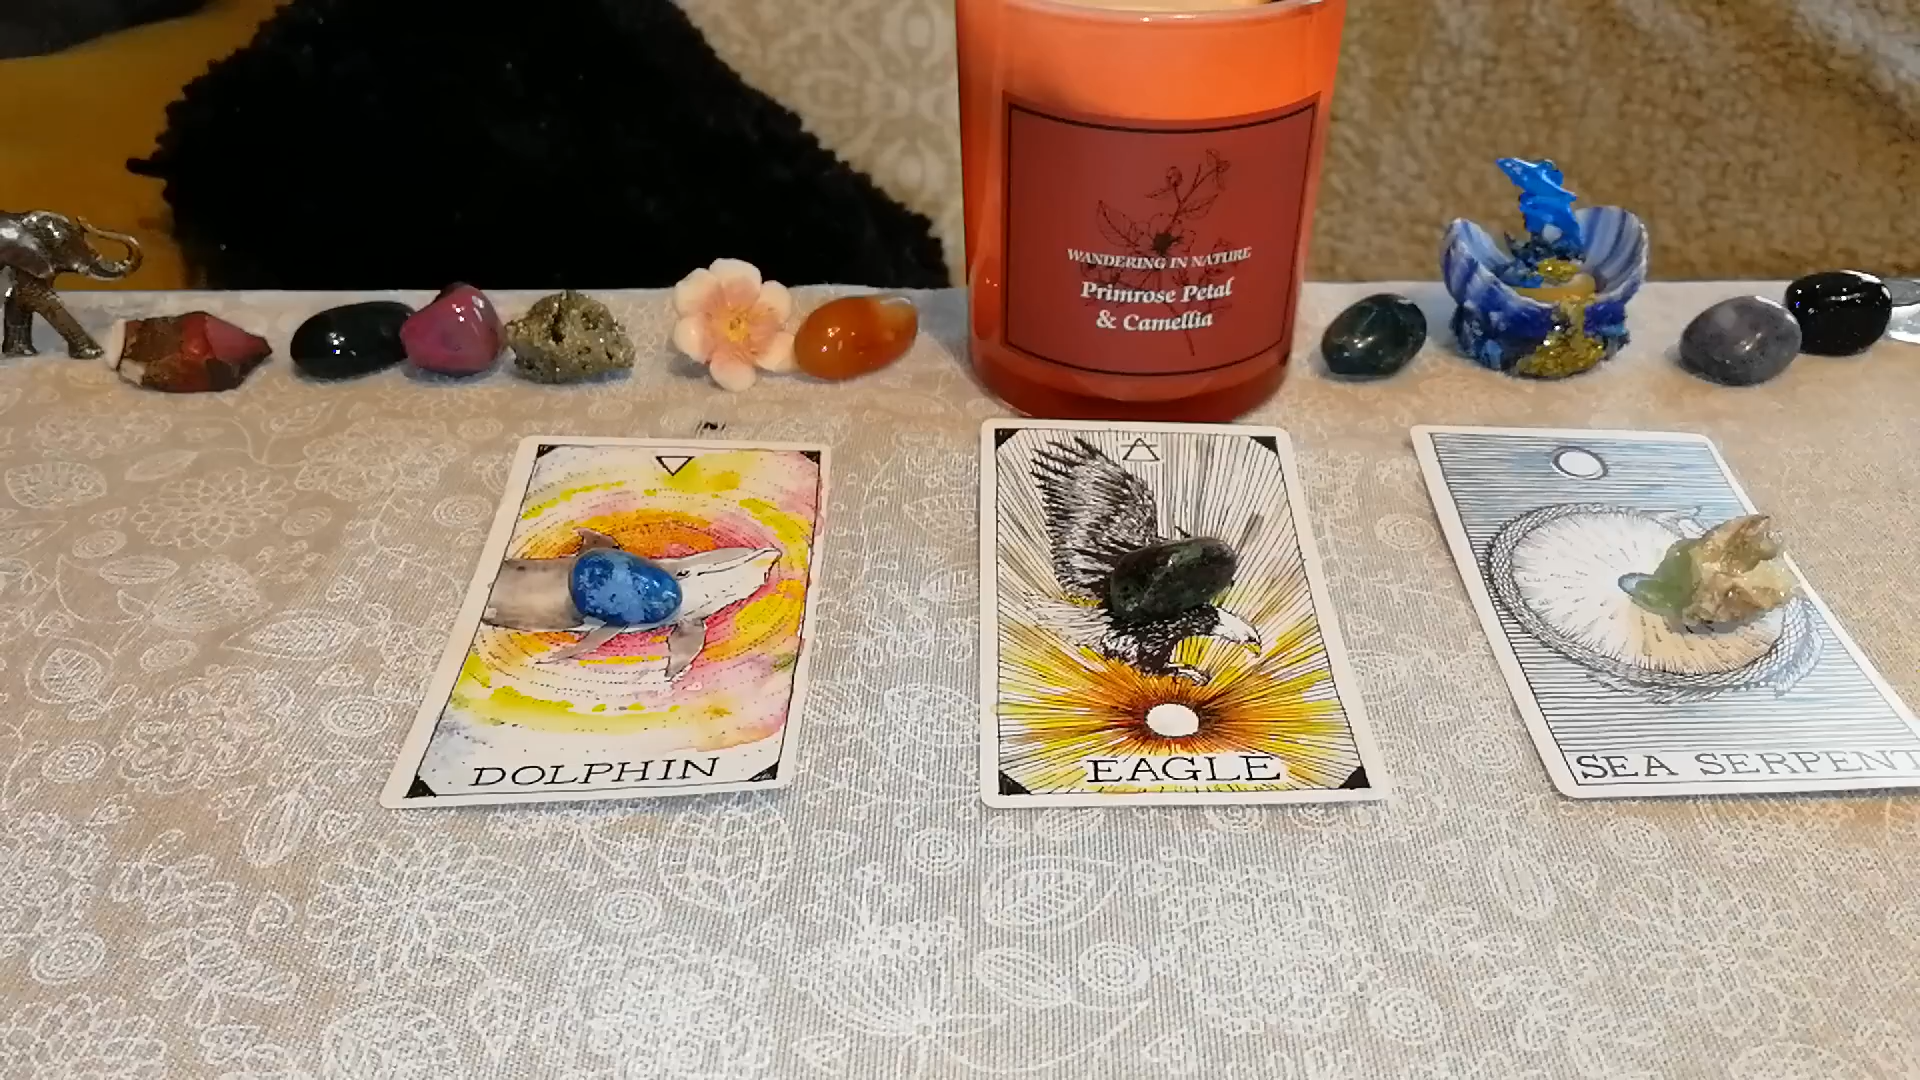 WANDERING IN NATURE
Primrose Petal
& Camellia
DOLPHIN
EAGLE
SEA SERPENT